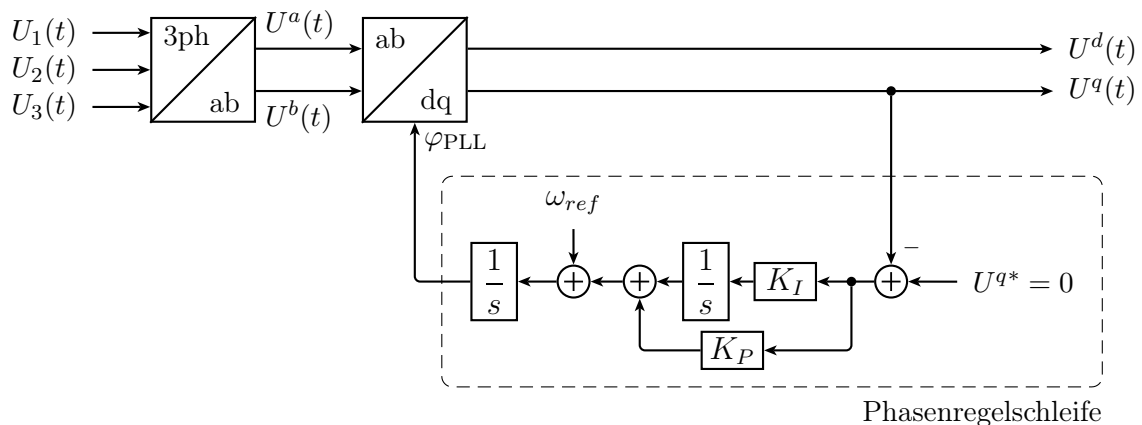 U_1(t)
U_2(t)
U_3(t)
3ph
ab
U^a(t)
U^b(t)
ab
dq
U^d(t)
U^q(t)
φ_PLL
ω_ref
−
1/s
+
+
1/s
K_I
+
U^{q*} = 0
K_P
Phasenregelschleife